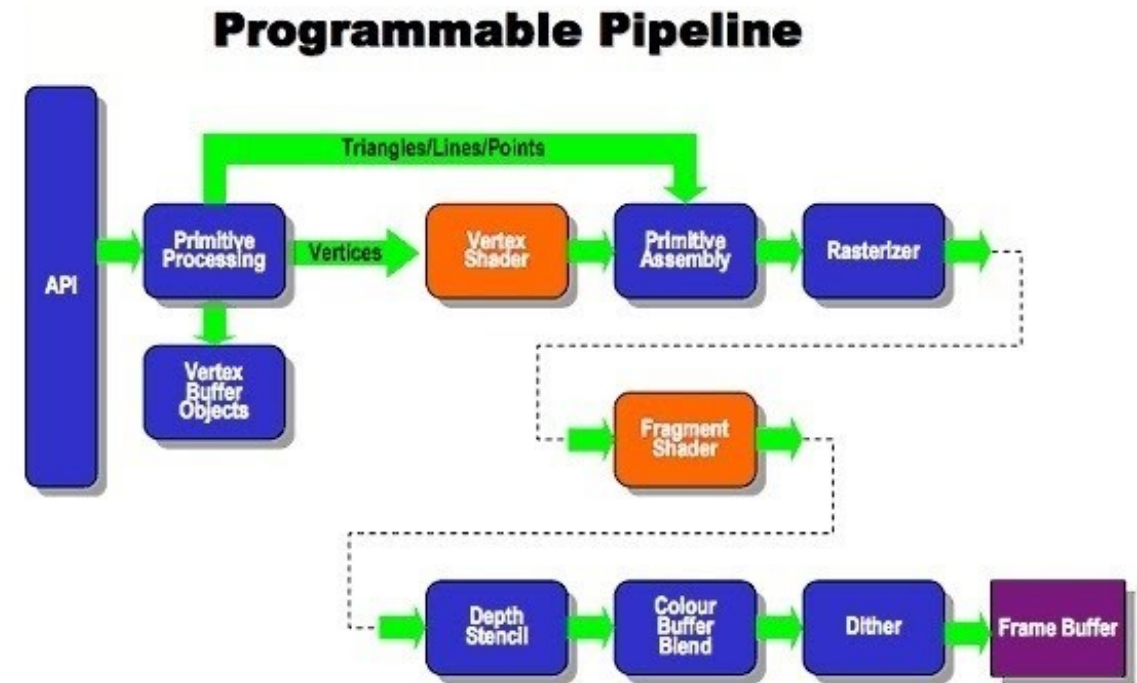 Programmable Pipeline
Triangles/Lines/Points
API
Primitive
Processing
Vertices
Vertex
Shader
Primitive
Assembly
Rasterizer
Vertex
Buffer
Objects
Fragment
Shader
Depth
Stencil
Colour
Buffer
Blend
Dither
Frame Buffer